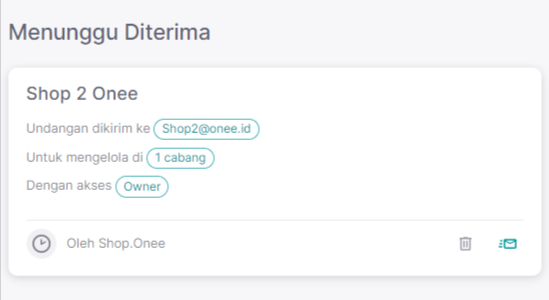 Menunggu Diterima
Shop 2 Onee
Undangan dikirim ke Shop2@onee.id
Untuk mengelola di 1 cabang
Dengan akses Owner
Oleh Shop.Onee